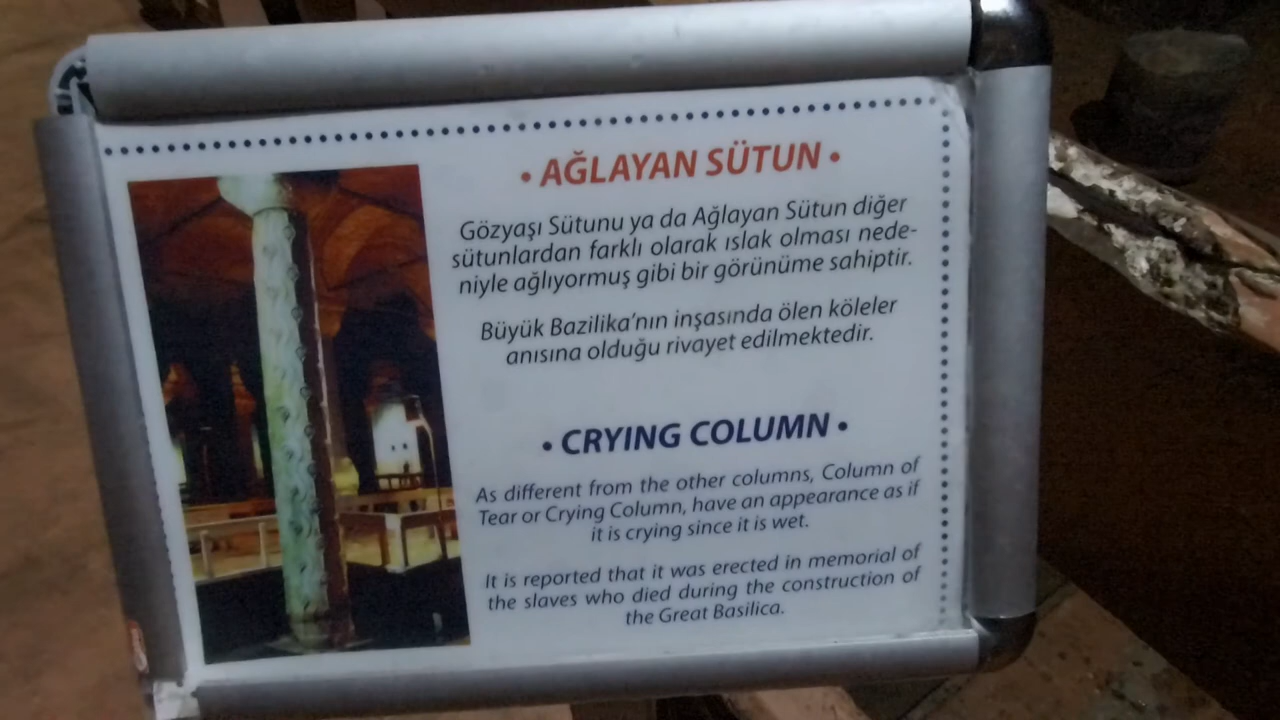 • AĞLAYAN SÜTUN •
Gözyaşı Sütunu ya da Ağlayan Sütun diğer
sütunlardan farklı olarak ıslak olması nede-
niyle ağlıyormuş gibi bir görünüme sahiptir.
Büyük Bazilika’nın inşasında ölen köleler
anısına olduğu rivayet edilmektedir.
• CRYING COLUMN •
As different from the other columns, Column of
Tear or Crying Column, have an appearance as if
it is crying since it is wet.
It is reported that it was erected in memorial of
the slaves who died during the construction of
the Great Basilica.